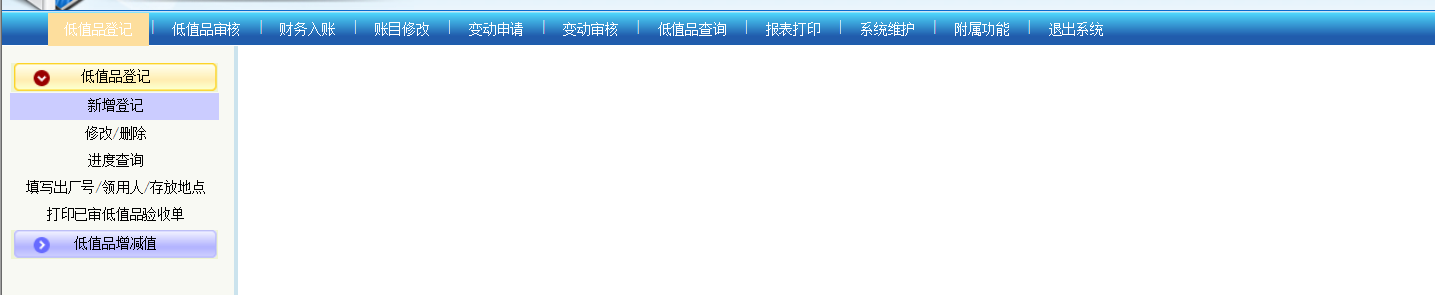 低值品登记 低值品审核 财务入账 账目修改 变动申请 变动审核 低值品查询 报表打印 系统维护 附属功能 退出系统
低值品登记
新增登记
修改/删除
进度查询
填写出厂号/领用人/存放地点
打印已审低值品验收单
低值品增减值